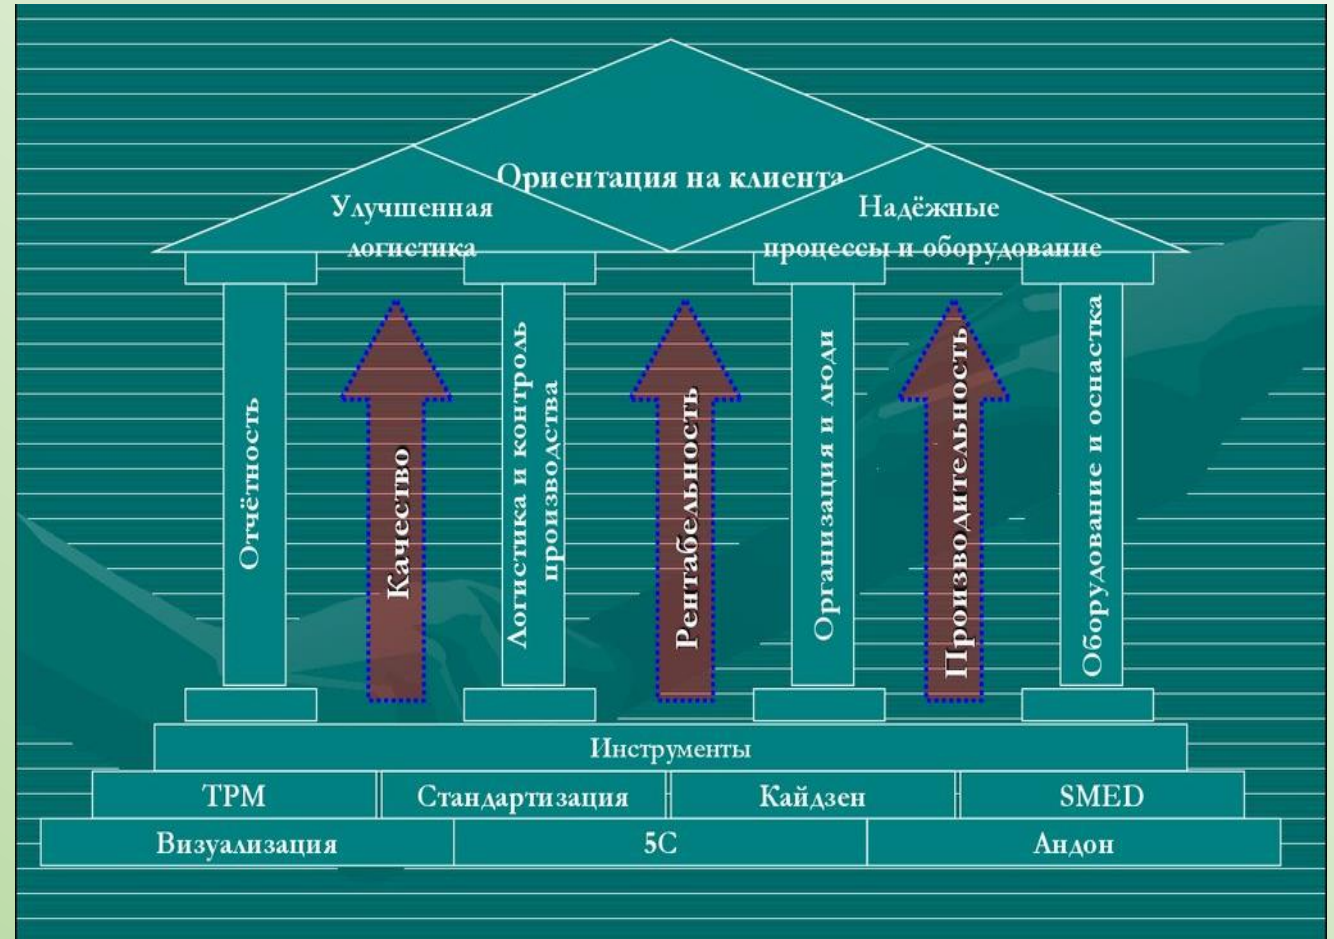 Ориентация на клиента
Улучшенная
логистика
Надёжные
процессы и оборудование
Отчётность
Качество
Логистика и контроль
производства
Рентабельность
Организация и люди
Производительность
Оборудование и оснастка
Инструменты
TPM
Стандартизация
Кайдзен
SMED
Визуализация
5С
Андон